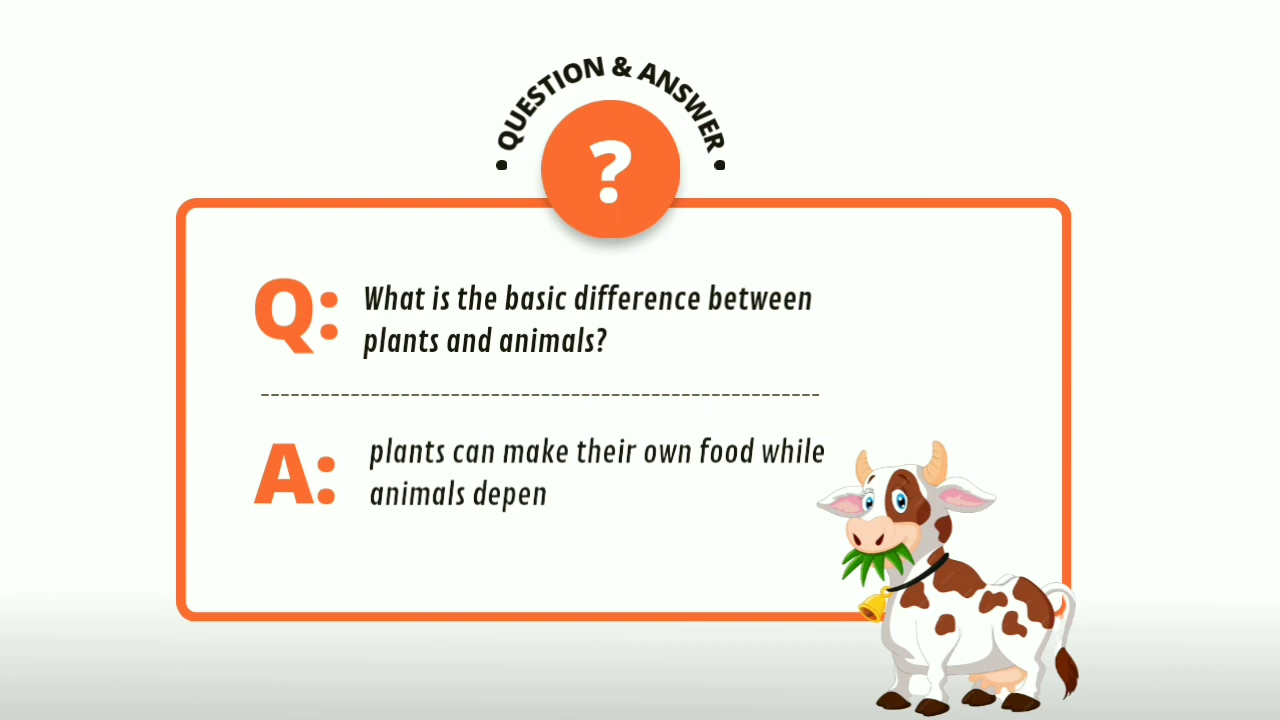 QUESTION & ANSWER
?
Q: What is the basic difference between
plants and animals?
A: plants can make their own food while
animals depen